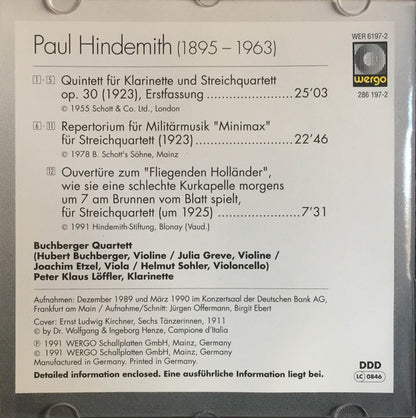 Paul Hindemith (1895 – 1963)
WER 6197-2
wergo
286 197-2
1 - 5 Quintett für Klarinette und Streichquartett
op. 30 (1923), Erstfassung ..................... 25'03
© 1955 Schott & Co. Ltd., London
6 - 11 Repertorium für Militärmusik "Minimax"
für Streichquartett (1923) ..................... 22'46
© 1978 B. Schott's Söhne, Mainz
12 Ouvertüre zum "Fliegenden Holländer",
wie sie eine schlechte Kurkapelle morgens
um 7 am Brunnen vom Blatt spielt,
für Streichquartett (um 1925) ................... 7'31
© 1991 Hindemith-Stiftung, Blonay (Vaud.)
Buchberger Quartett
(Hubert Buchberger, Violine / Julia Greve, Violine /
Joachim Etzel, Viola / Helmut Sohler, Violoncello)
Peter Klaus Löffler, Klarinette
Aufnahmen: Dezember 1989 und März 1990 im Konzertsaal der Deutschen Bank AG,
Frankfurt am Main / Aufnahme/Schnitt: Jürgen Offermann, Birgit Ebert
Cover: Ernst Ludwig Kirchner, Sechs Tänzerinnen, 1911
© by Dr. Wolfgang & Ingeborg Henze, Campione d'Italia
℗ 1991 WERGO Schallplatten GmbH, Mainz, Germany
© 1991 WERGO Schallplatten GmbH, Mainz, Germany
Manufactured in Germany. Printed in Germany.
Detailed information enclosed. Eine ausführliche Information liegt bei.
DDD
LC 0846